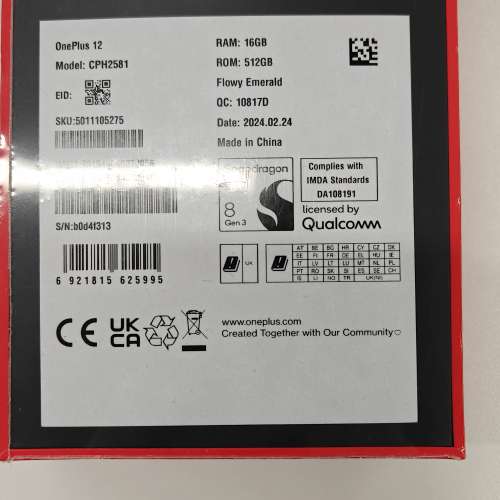 OnePlus 12
Model: CPH2581
EID:
SKU:5011105275
S/N:b0d4f313
6 921815 625995
RAM: 16GB
ROM: 512GB
Flowy Emerald
QC: 10817D
Date: 2024.02.24
Made in China
snapdragon
8
Gen 3
Complies with
IMDA Standards
DA108191
licensed by
Qualcomm
UK
AT BE BG HR CY CZ DK
EE FI FR DE EL HU IE
IT LV LT LU MT NL PL
PT RO SK SI ES SE CH
IS LI NO TR UK(NI)
CE UK CA
www.oneplus.com
Created Together with Our Community